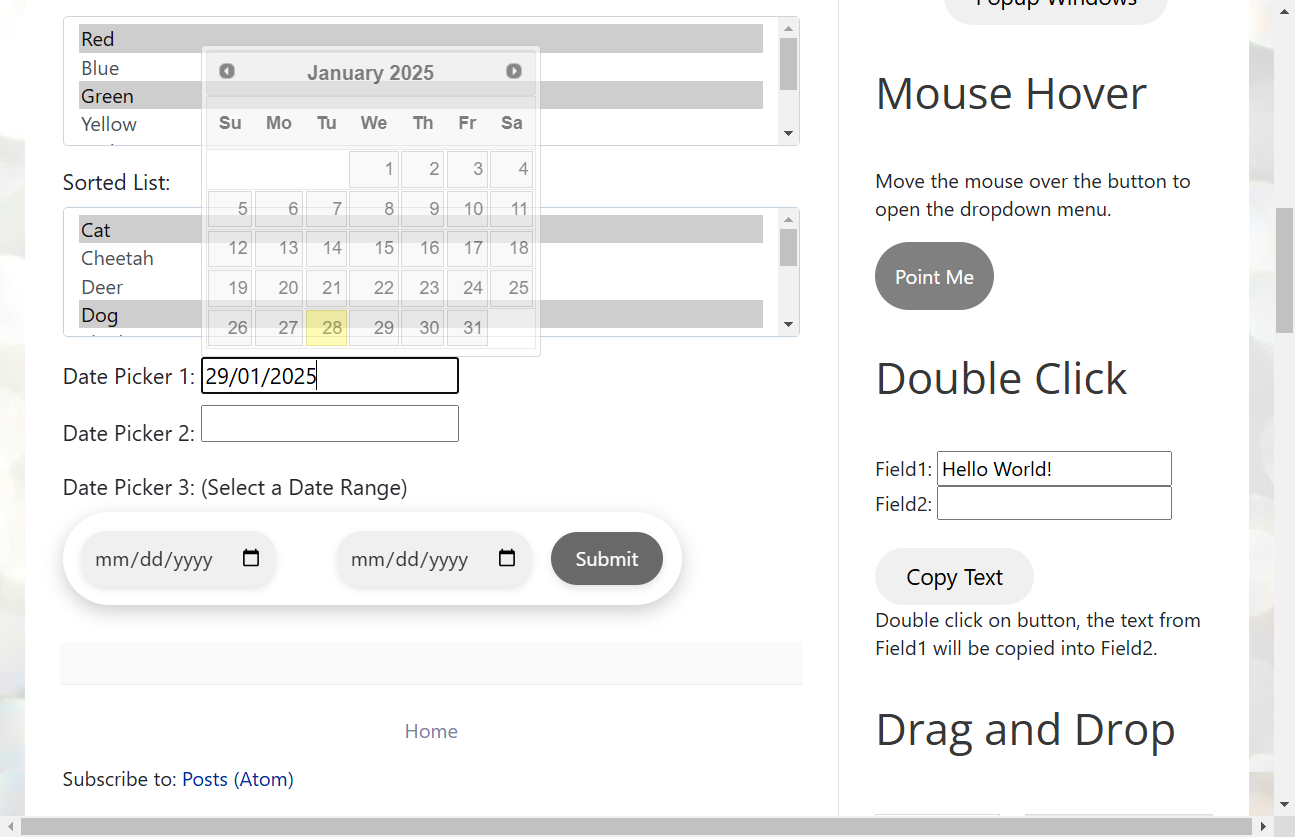 Red
Blue
Green
Yellow
January 2025
Su Mo Tu We Th Fr Sa
1 2 3 4
5 6 7 8 9 10 11
12 13 14 15 16 17 18
19 20 21 22 23 24 25
26 27 28 29 30 31
Sorted List:
Cat
Cheetah
Deer
Dog
Date Picker 1: 29/01/2025
Date Picker 2:
Date Picker 3: (Select a Date Range)
mm/dd/yyyy mm/dd/yyyy Submit
Home
Subscribe to: Posts (Atom)
Popup Windows
Mouse Hover
Move the mouse over the button to
open the dropdown menu.
Point Me
Double Click
Field1: Hello World!
Field2:
Copy Text
Double click on button, the text from
Field1 will be copied into Field2.
Drag and Drop